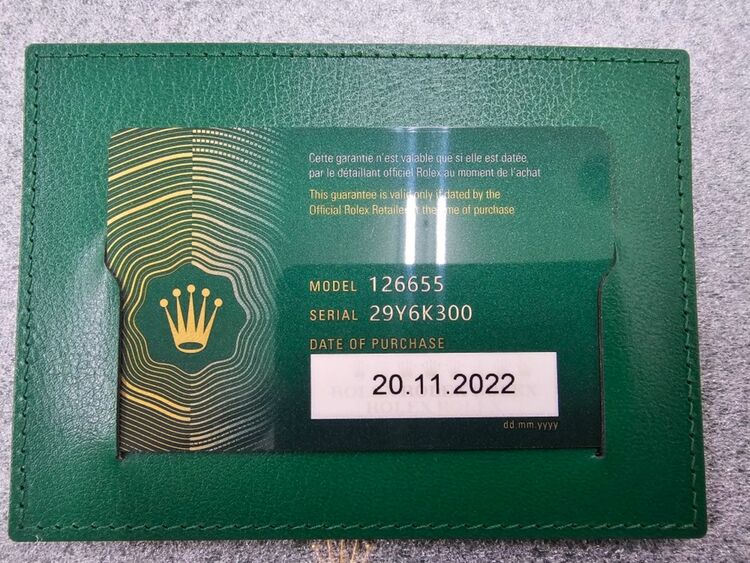 Cette garantie n'est valable que si elle est datée
par le détaillant officiel Rolex au moment de l'achat
This guarantee is valid only if dated by the
Official Rolex Retailer at the time of purchase
MODEL 126655
SERIAL 29Y6K300
DATE OF PURCHASE
20.11.2022
dd.mm.yyyy